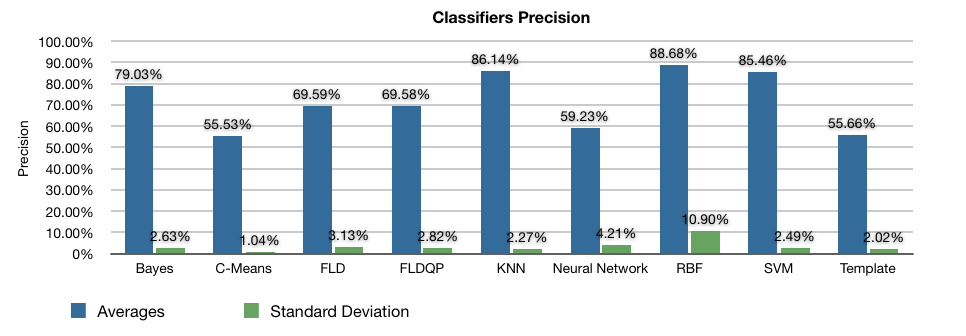 Classifiers Precision
Precision
100.00%
90.00%
80.00%
70.00%
60.00%
50.00%
40.00%
30.00%
20.00%
10.00%
0%
79.03% 55.53% 69.59% 69.58% 86.14% 59.23% 88.68% 85.46% 55.66%
2.63% 1.04% 3.13% 2.82% 2.27% 4.21% 10.90% 2.49% 2.02%
Bayes C-Means FLD FLDQP KNN Neural Network RBF SVM Template
Averages Standard Deviation